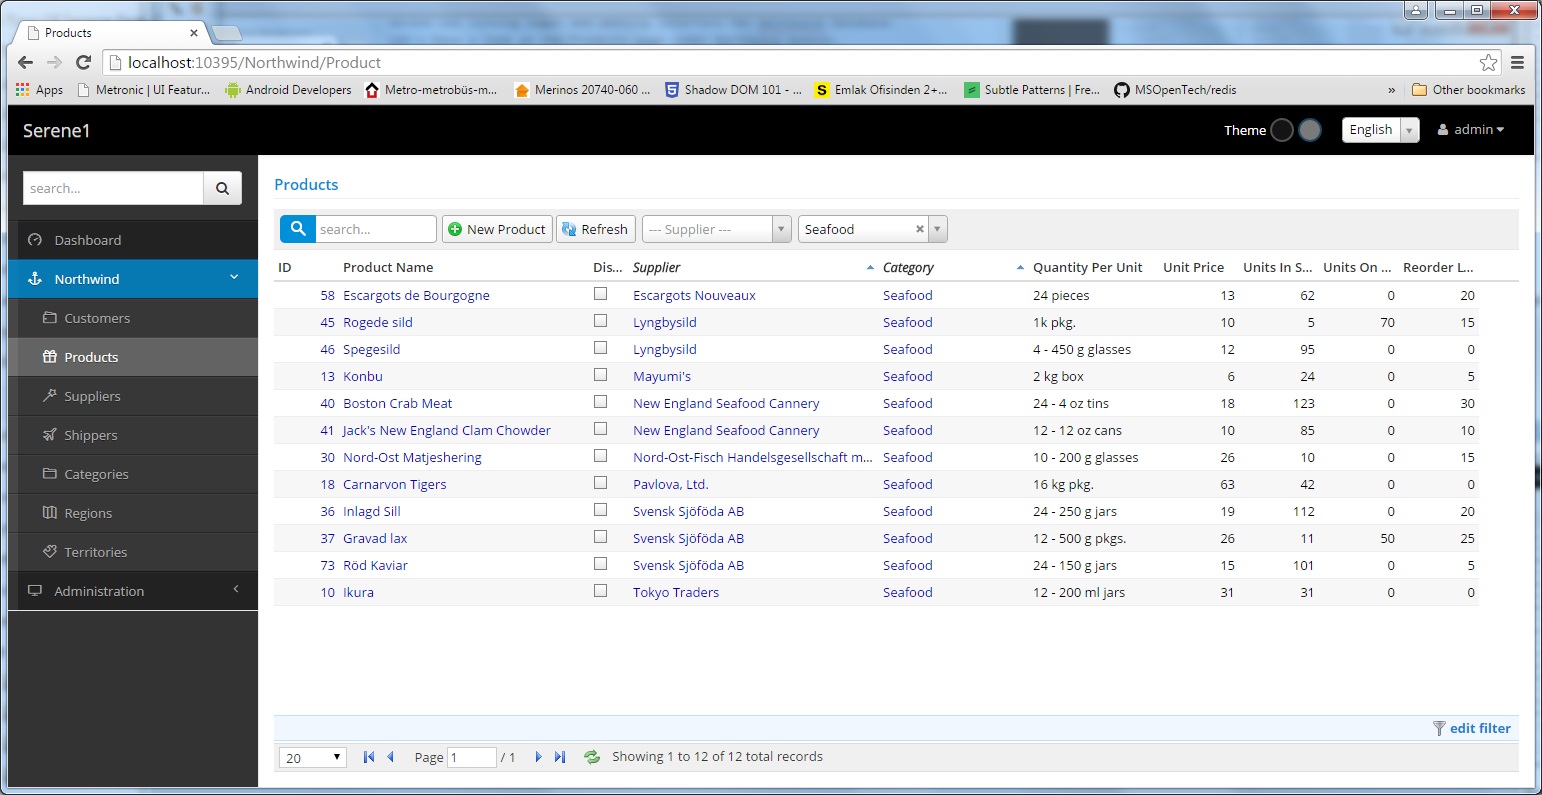 Products
localhost:10395/Northwind/Product
Apps Metronic | UI Featur... Android Developers Metro-metrobüs-m... Merinos 20740-060 ... Shadow DOM 101 - ... Emlak Ofisinden 2+... Subtle Patterns | Fre... MSOpenTech/redis » Other bookmarks
Serene1 Theme English admin
search...
Dashboard
Northwind
Customers
Products
Suppliers
Shippers
Categories
Regions
Territories
Administration
Products
search... New Product Refresh --- Supplier --- Seafood
ID Product Name Dis... Supplier Category Quantity Per Unit Unit Price Units In S... Units On ... Reorder L...
58 Escargots de Bourgogne Escargots Nouveaux Seafood 24 pieces 13 62 0 20
45 Rogede sild Lyngbysild Seafood 1k pkg. 10 5 70 15
46 Spegesild Lyngbysild Seafood 4 - 450 g glasses 12 95 0 0
13 Konbu Mayumi's Seafood 2 kg box 6 24 0 5
40 Boston Crab Meat New England Seafood Cannery Seafood 24 - 4 oz tins 18 123 0 30
41 Jack's New England Clam Chowder New England Seafood Cannery Seafood 12 - 12 oz cans 10 85 0 10
30 Nord-Ost Matjeshering Nord-Ost-Fisch Handelsgesellschaft m... Seafood 10 - 200 g glasses 26 10 0 15
18 Carnarvon Tigers Pavlova, Ltd. Seafood 16 kg pkg. 63 42 0 0
36 Inlagd Sill Svensk Sjöföda AB Seafood 24 - 250 g jars 19 112 0 20
37 Gravad lax Svensk Sjöföda AB Seafood 12 - 500 g pkgs. 26 11 50 25
73 Röd Kaviar Svensk Sjöföda AB Seafood 24 - 150 g jars 15 101 0 5
10 Ikura Tokyo Traders Seafood 12 - 200 ml jars 31 31 0 0
edit filter
20 Page 1 / 1 Showing 1 to 12 of 12 total records